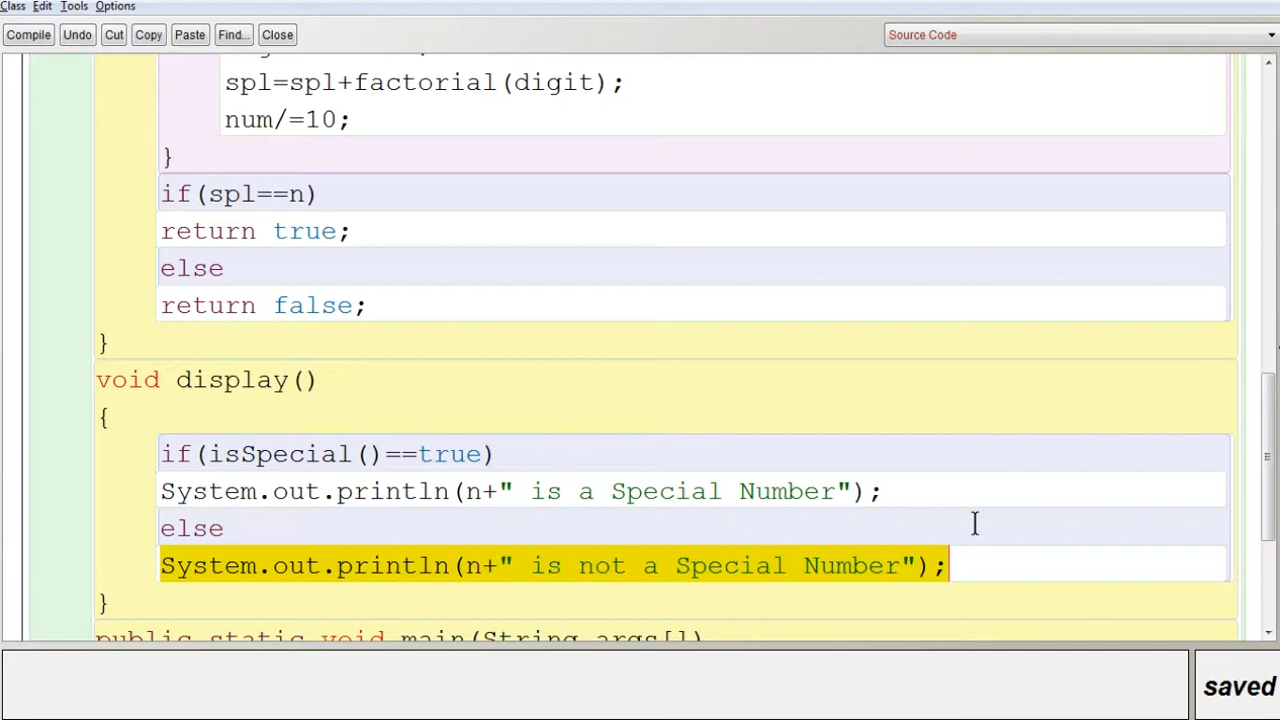 Class Edit Tools Options
Compile Undo Cut Copy Paste Find... Close Source Code
spl=spl+factorial(digit);
num/=10;
}
if(spl==n)
return true;
else
return false;
}
void display()
{
if(isSpecial()==true)
System.out.println(n+" is a Special Number");
else
System.out.println(n+" is not a Special Number");
}
public static void main(String args[])
saved